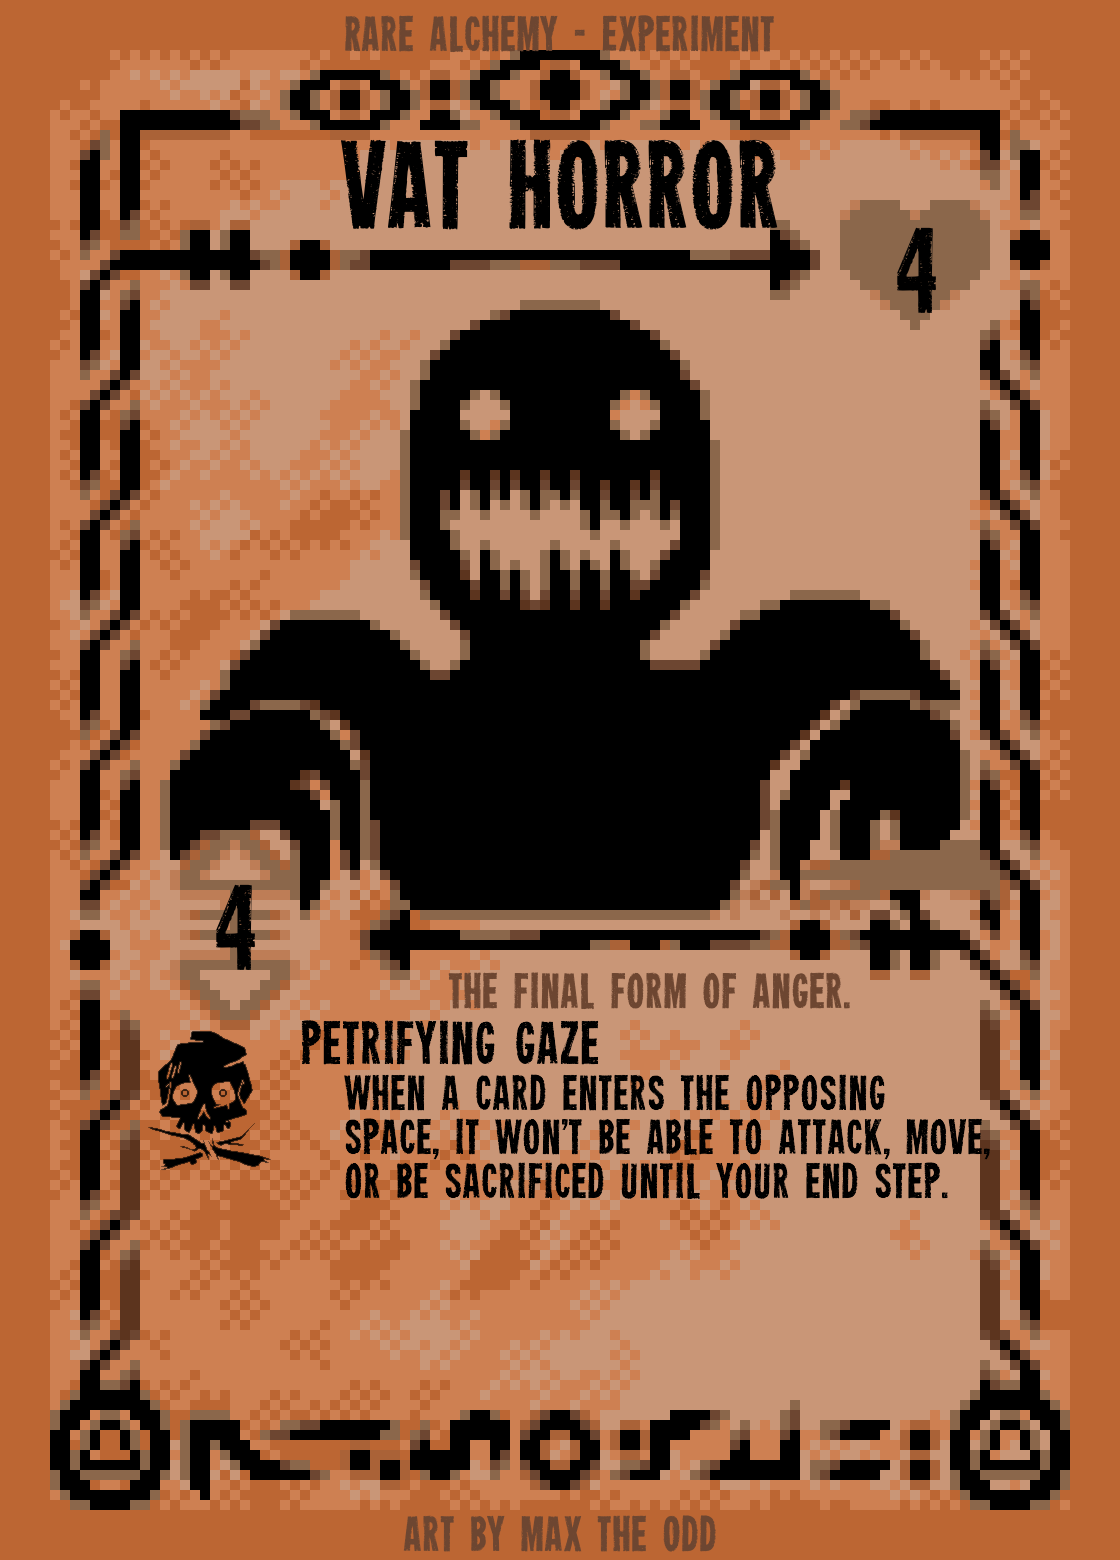 RARE ALCHEMY - EXPERIMENT
VAT HORROR
4
4
THE FINAL FORM OF ANGER.
PETRIFYING GAZE
WHEN A CARD ENTERS THE OPPOSING
SPACE, IT WON'T BE ABLE TO ATTACK, MOVE,
OR BE SACRIFICED UNTIL YOUR END STEP.
ART BY MAX THE ODD